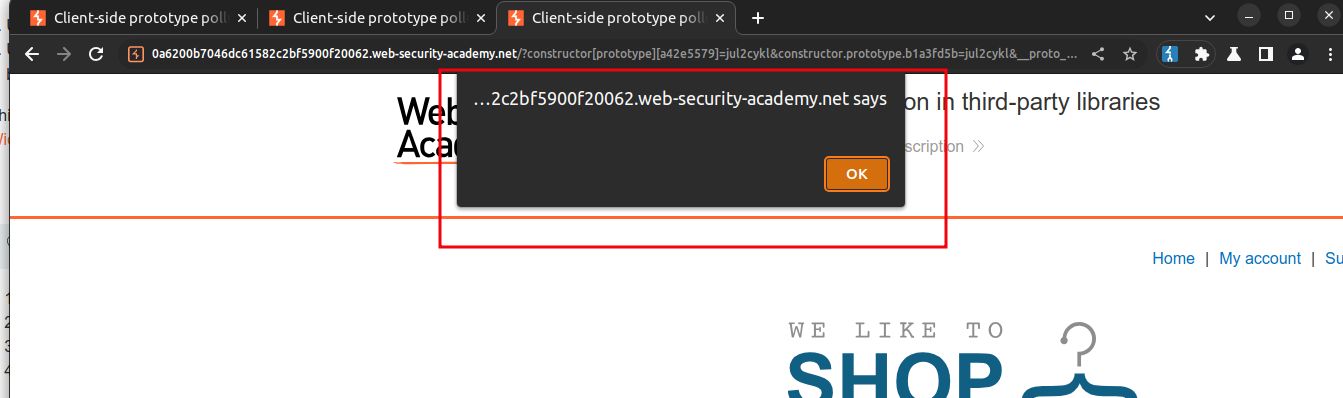 Client-side prototype poll
Client-side prototype poll
Client-side prototype poll
0a6200b7046dc61582c2bf5900f20062.web-security-academy.net/?constructor[prototype][a42e5579]=jul2cykl&constructor.prototype.b1a3fd5b=jul2cykl&__proto_...
...2c2bf5900f20062.web-security-academy.net says
OK
Web
Acad
on in third-party libraries
scription
Home | My account | Su
WE LIKE TO
SHOP